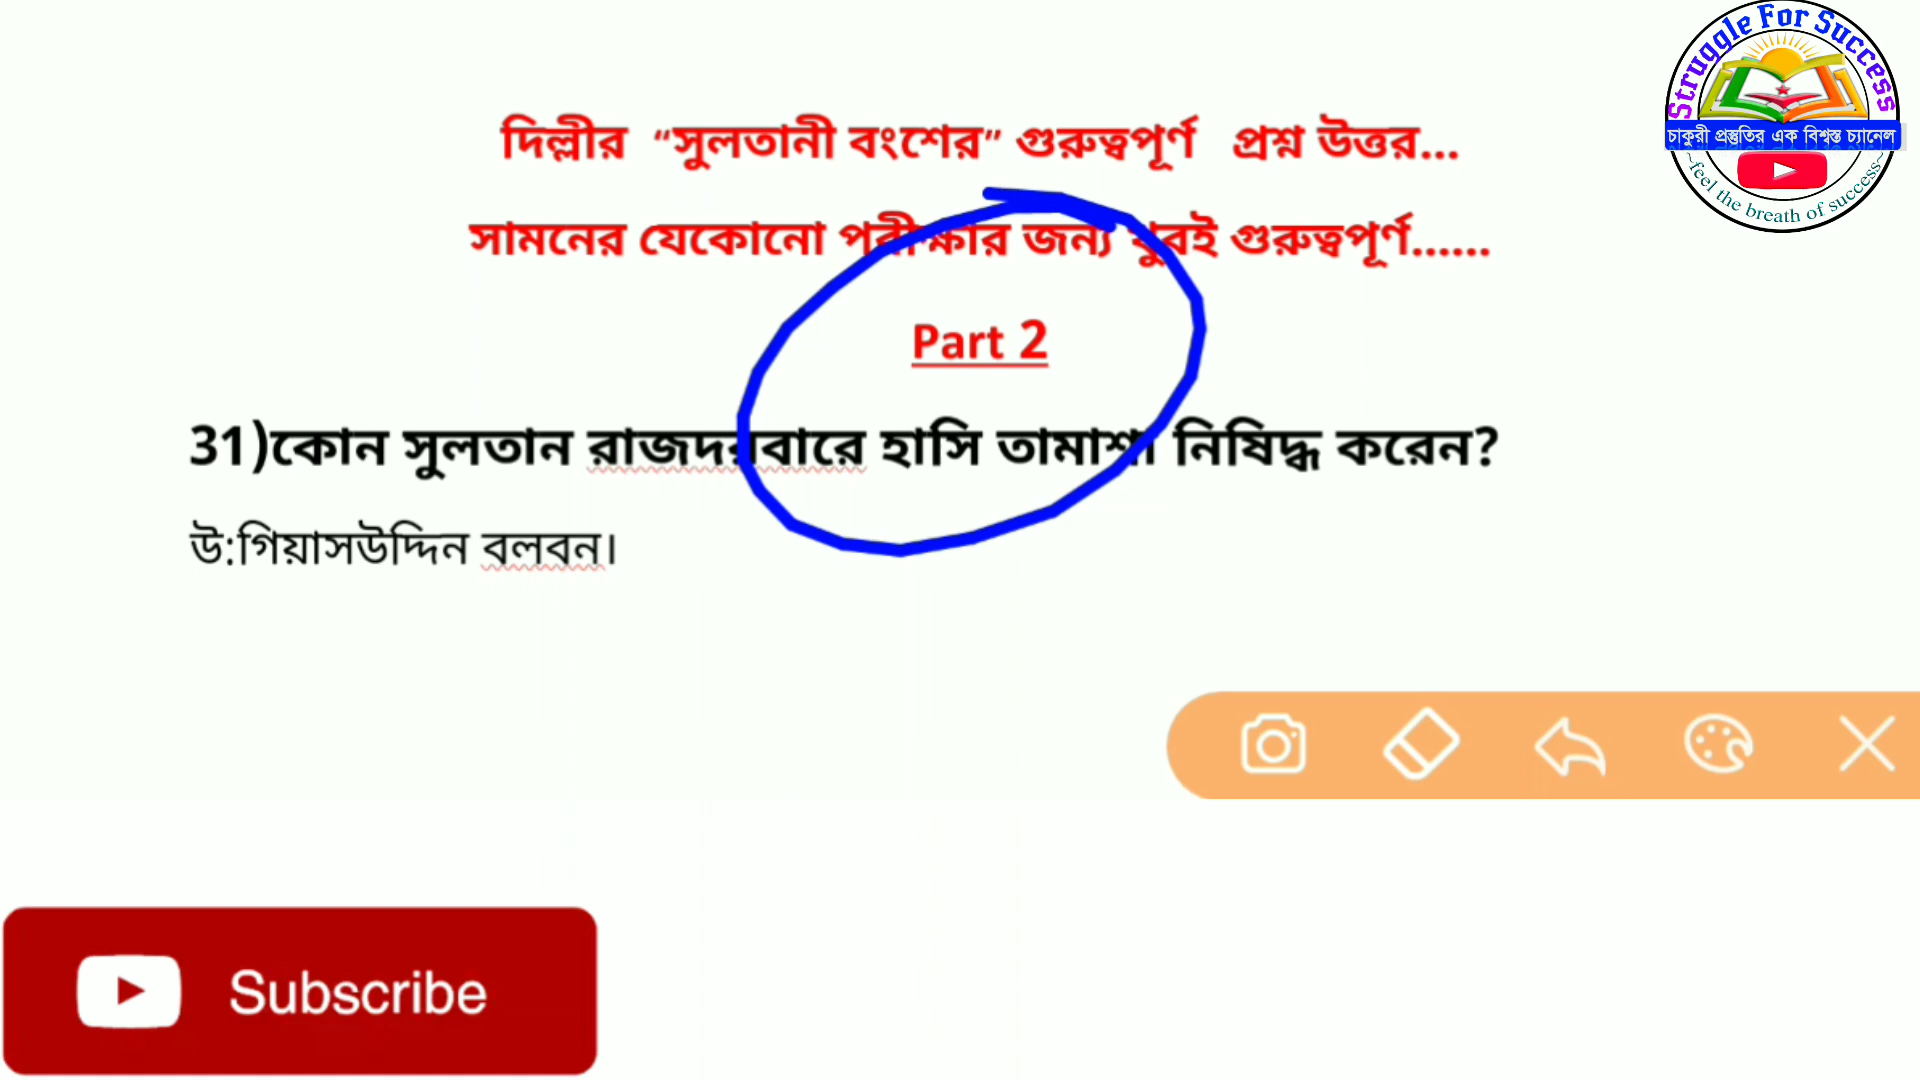 Struggle For Success
চাকুরী প্রস্তুতির এক বিশ্বস্ত চ্যানেল
~feel the breath of success~
দিল্লীর “সুলতানী বংশের” গুরুত্বপূর্ণ প্রশ্ন উত্তর...
সামনের যেকোনো পরীক্ষার জন্য খুবই গুরুত্বপূর্ণ......
Part 2
31)কোন সুলতান রাজদরবারে হাসি তামাশা নিষিদ্ধ করেন?
উ:গিয়াসউদ্দিন বলবন।
Subscribe